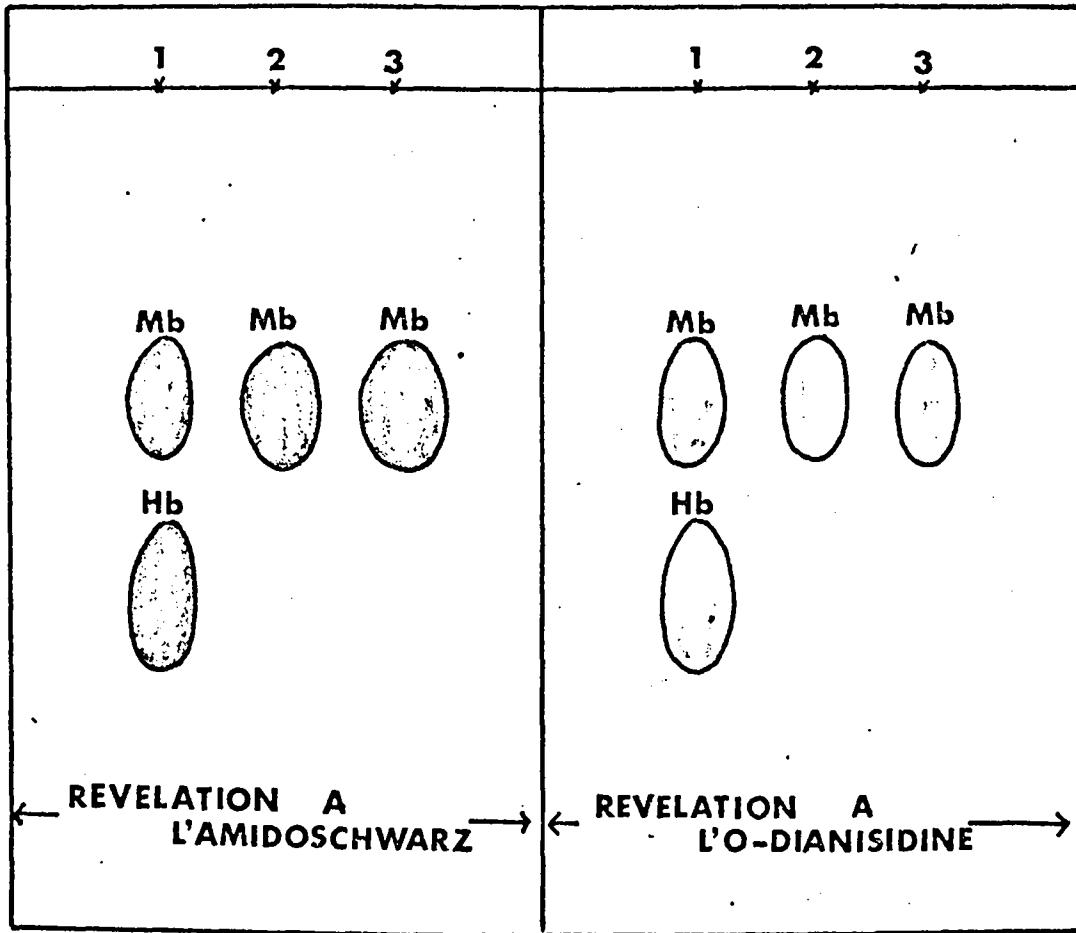 1 2 3
Mb Mb Mb
Hb
REVELATION A
L'AMIDOSCHWARZ
1 2 3
Mb Mb Mb
Hb
REVELATION A
L'O-DIANISIDINE